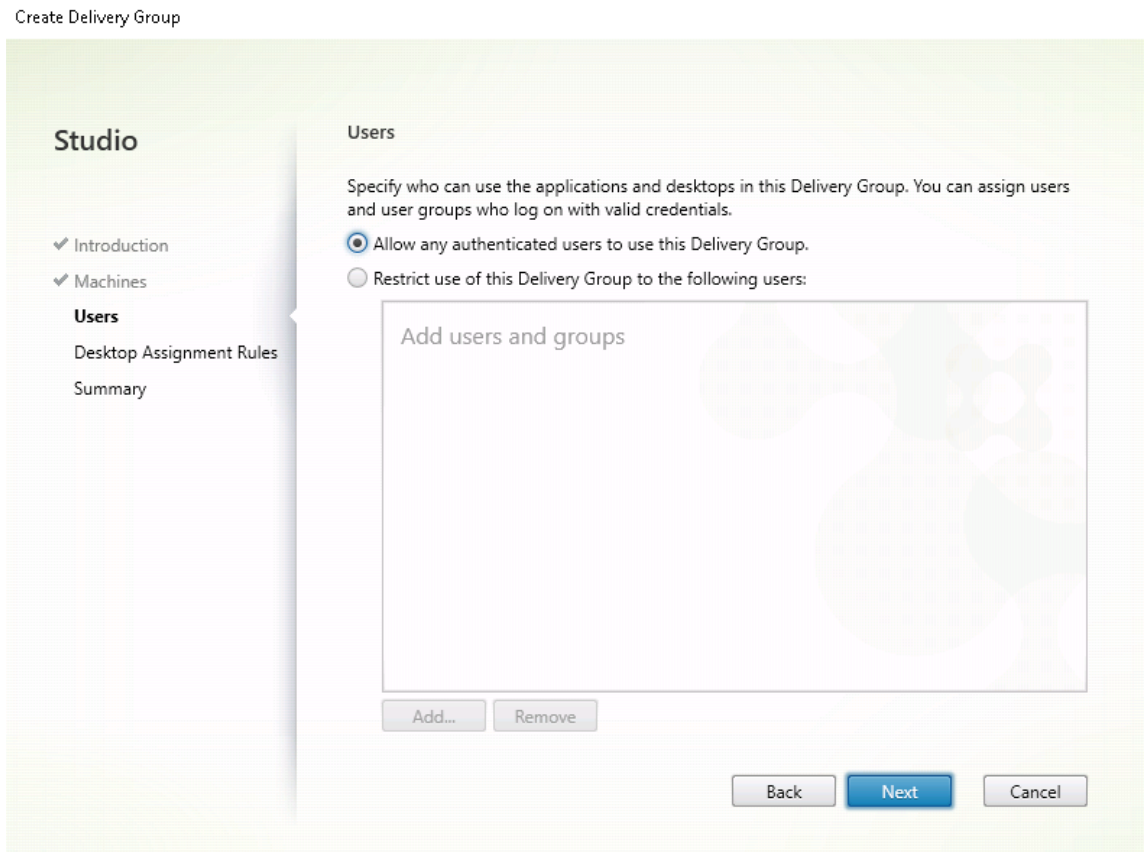 Create Delivery Group
Studio
Introduction
Machines
Users
Desktop Assignment Rules
Summary
Users
Specify who can use the applications and desktops in this Delivery Group. You can assign users
and user groups who log on with valid credentials.
Allow any authenticated users to use this Delivery Group.
Restrict use of this Delivery Group to the following users:
Add users and groups
Add...
Remove
Back
Next
Cancel